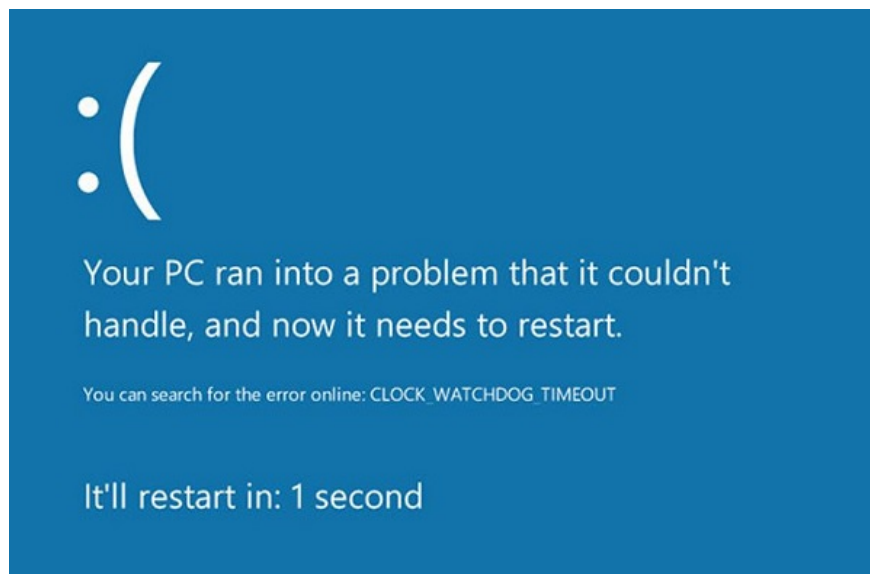 :(
Your PC ran into a problem that it couldn't
handle, and now it needs to restart.
You can search for the error online: CLOCK_WATCHDOG_TIMEOUT
It'll restart in: 1 second